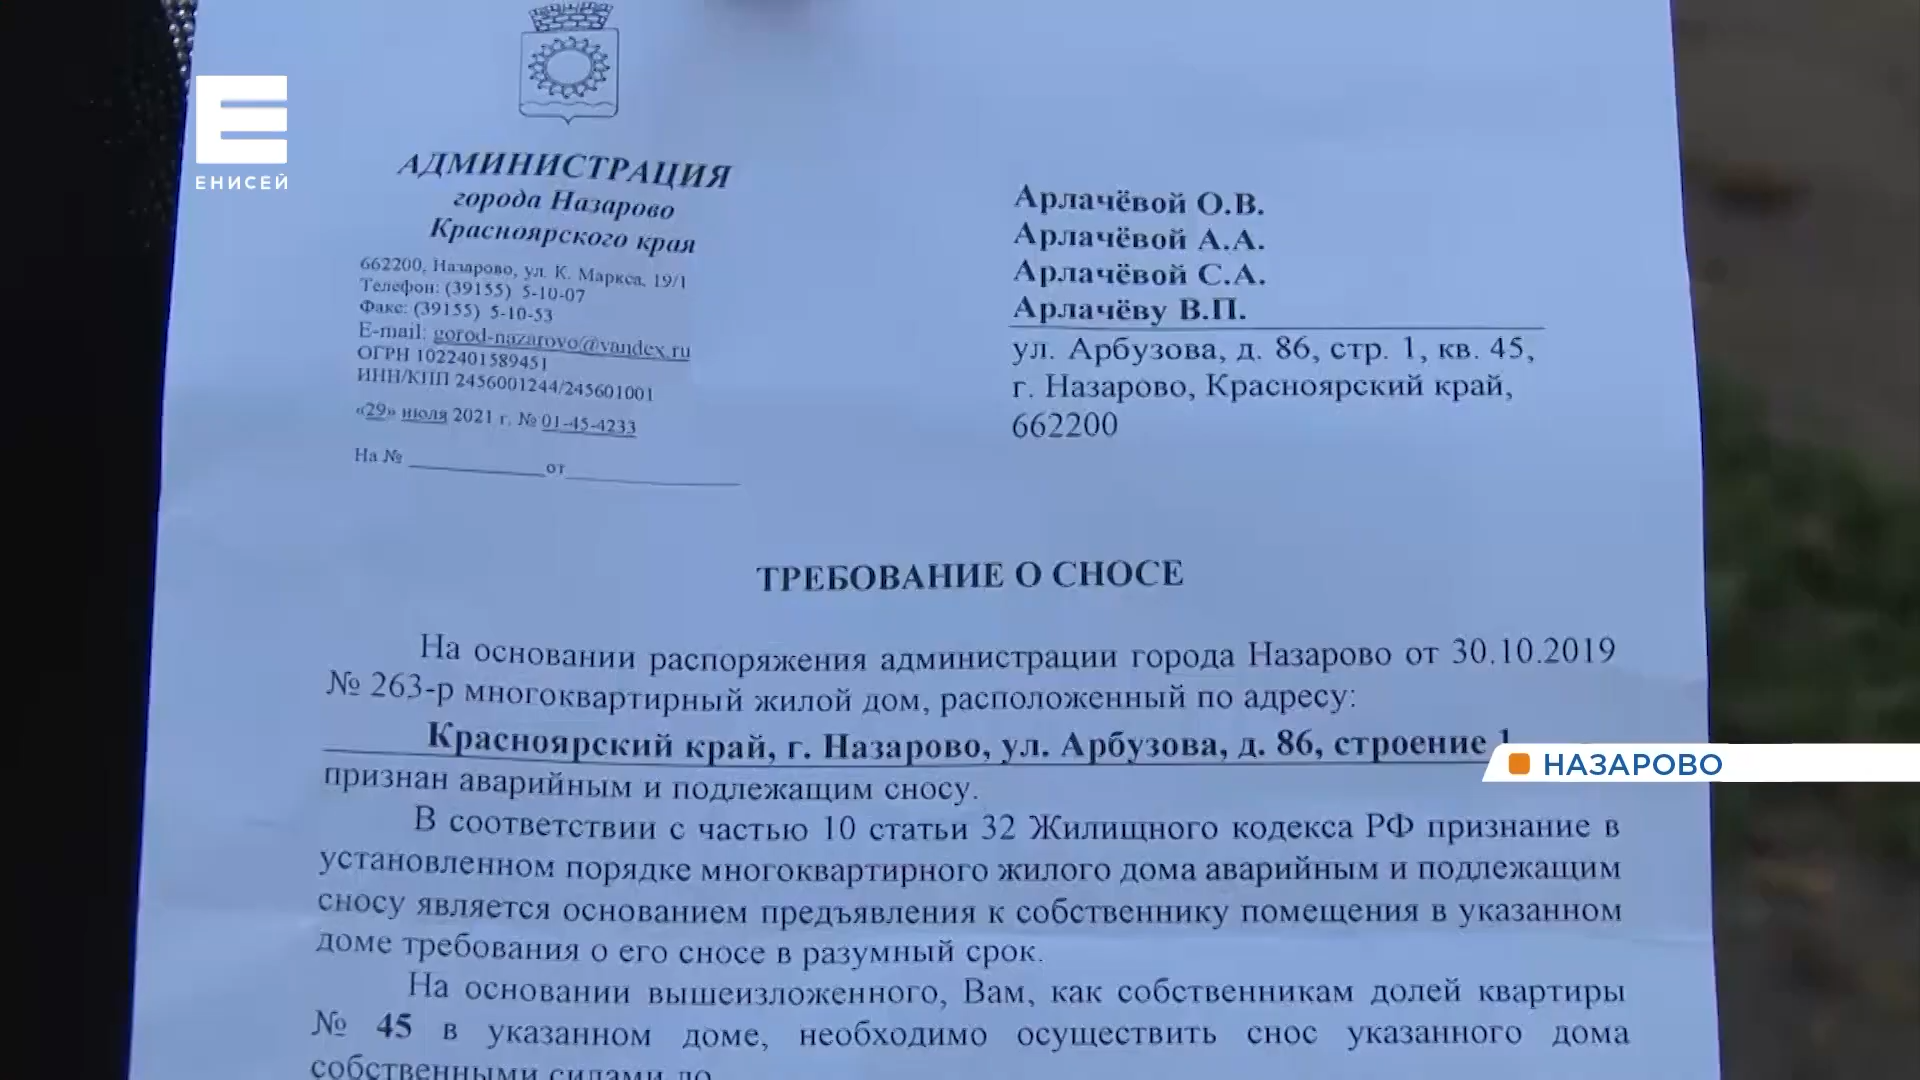 ЕНИСЕЙ
АДМИНИСТРАЦИЯ
города Назарово
Красноярского края
662200, Назарово, ул. К. Маркса, 19/1
Телефон: (39155) 5-10-07
Факс: (39155) 5-10-53
E-mail: gorod-nazarovo@yandex.ru
ОГРН 1022401589451
ИНН/КПП 2456001244/245601001
«29» июля 2021 г. № 01-45-4233
На № ____________ от ________________
Арлачёвой О.В.
Арлачёвой А.А.
Арлачёвой С.А.
Арлачёву В.П.
ул. Арбузова, д. 86, стр. 1, кв. 45,
г. Назарово, Красноярский край,
662200
ТРЕБОВАНИЕ О СНОСЕ
На основании распоряжения администрации города Назарово от 30.10.2019
№ 263-р многоквартирный жилой дом, расположенный по адресу:
Красноярский край, г. Назарово, ул. Арбузова, д. 86, строение 1
признан аварийным и подлежащим сносу.
В соответствии с частью 10 статьи 32 Жилищного кодекса РФ признание в
установленном порядке многоквартирного жилого дома аварийным и подлежащим
сносу является основанием предъявления к собственнику помещения в указанном
доме требования о его сносе в разумный срок.
На основании вышеизложенного, Вам, как собственникам долей квартиры
№ 45 в указанном доме, необходимо осуществить снос указанного дома
собственными силами до
НАЗАРОВО